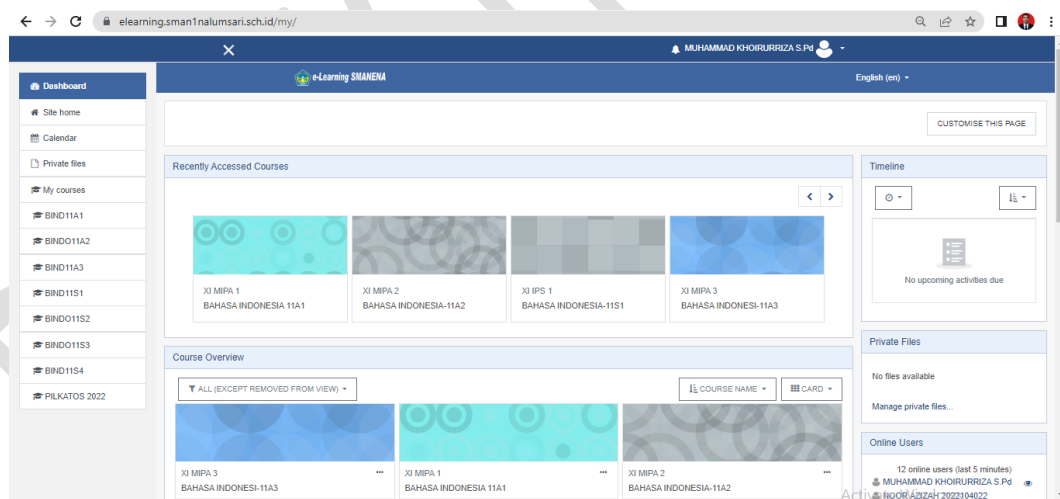 elearning.sman1nalumsari.sch.id/my/
MUHAMMAD KHOIRURRIZA S.Pd
e-Learning SMANENA
English (en)
Dashboard
Site home
Calendar
Private files
My courses
BIND11A1
BINDO11A2
BIND11A3
BIND11S1
BINDO11S2
BINDO11S3
BIND11S4
PILKATOS 2022
CUSTOMISE THIS PAGE
Recently Accessed Courses
XI MIPA 1
BAHASA INDONESIA 11A1
XI MIPA 2
BAHASA INDONESIA-11A2
XI IPS 1
BAHASA INDONESIA-11S1
XI MIPA 3
BAHASA INDONESI-11A3
Course Overview
ALL (EXCEPT REMOVED FROM VIEW)
COURSE NAME
CARD
XI MIPA 3
BAHASA INDONESI-11A3
XI MIPA 1
BAHASA INDONESIA 11A1
XI MIPA 2
BAHASA INDONESIA-11A2
Timeline
No upcoming activities due
Private Files
No files available
Manage private files...
Online Users
12 online users (last 5 minutes)
MUHAMMAD KHOIRURRIZA S.Pd
NOOR AZIZAH 2022104022